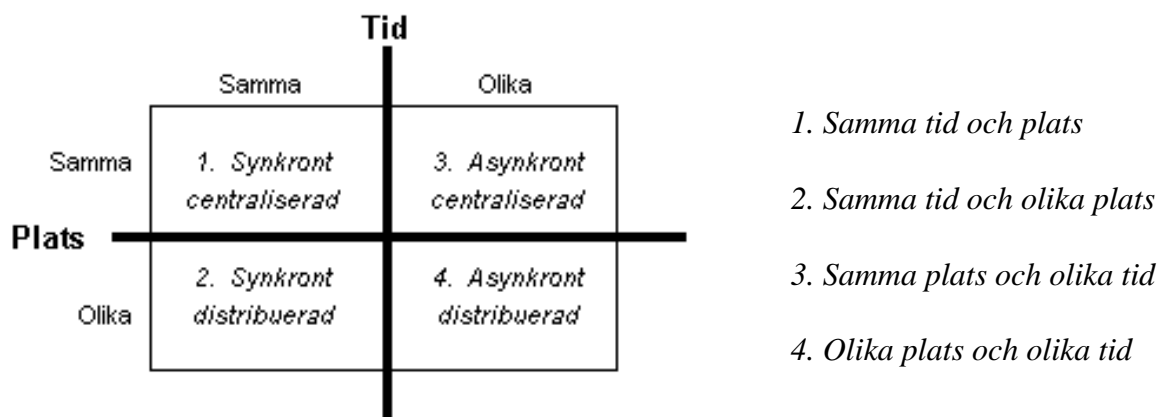 Tid
Samma
Olika
Samma
1. Synkront
centraliserad
3. Asynkront
centraliserad
Plats
Olika
2. Synkront
distribuerad
4. Asynkront
distribuerad
1. Samma tid och plats
2. Samma tid och olika plats
3. Samma plats och olika tid
4. Olika plats och olika tid